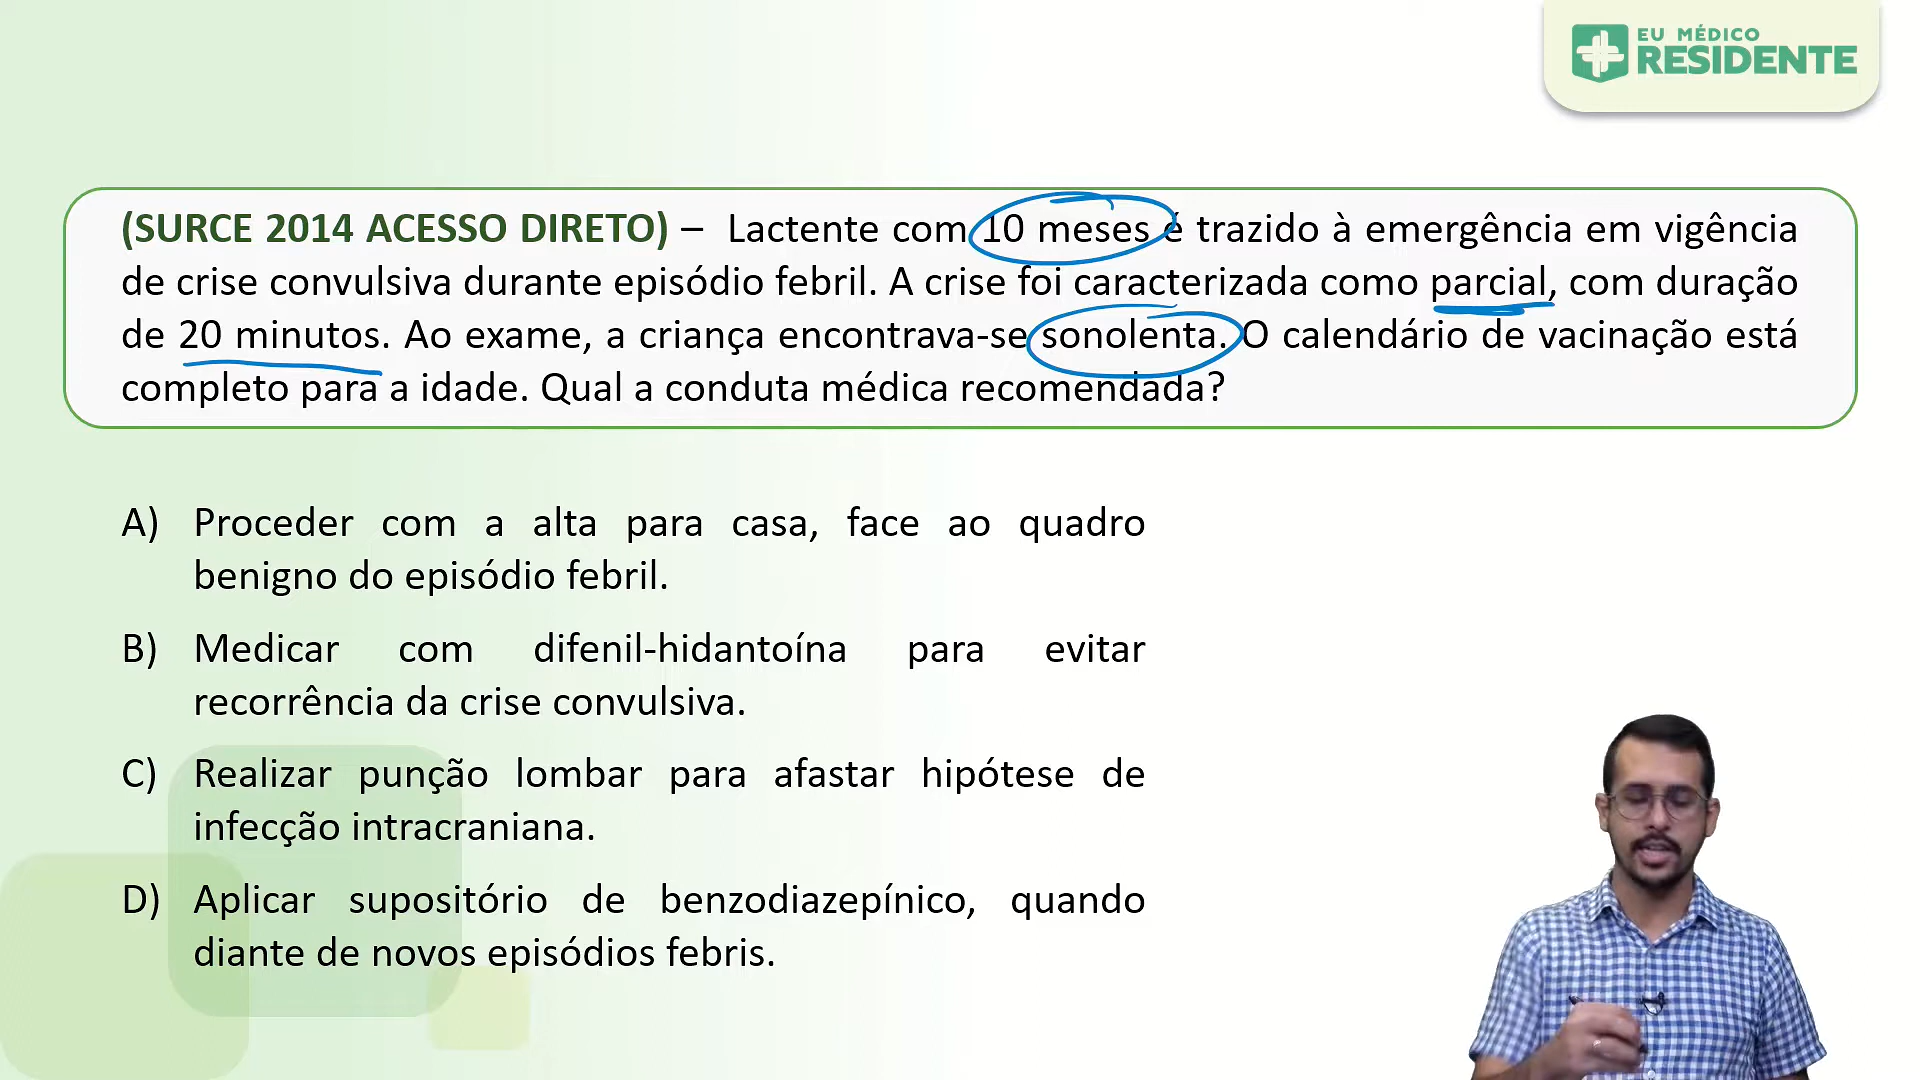 EU MÉDICO
RESIDENTE
(SURCE 2014 ACESSO DIRETO) – Lactente com 10 meses é trazido à emergência em vigência
de crise convulsiva durante episódio febril. A crise foi caracterizada como parcial, com duração
de 20 minutos. Ao exame, a criança encontrava-se sonolenta. O calendário de vacinação está
completo para a idade. Qual a conduta médica recomendada?
A) Proceder com a alta para casa, face ao quadro
benigno do episódio febril.
B) Medicar com difenil-hidantoína para evitar
recorrência da crise convulsiva.
C) Realizar punção lombar para afastar hipótese de
infecção intracraniana.
D) Aplicar supositório de benzodiazepínico, quando
diante de novos episódios febris.